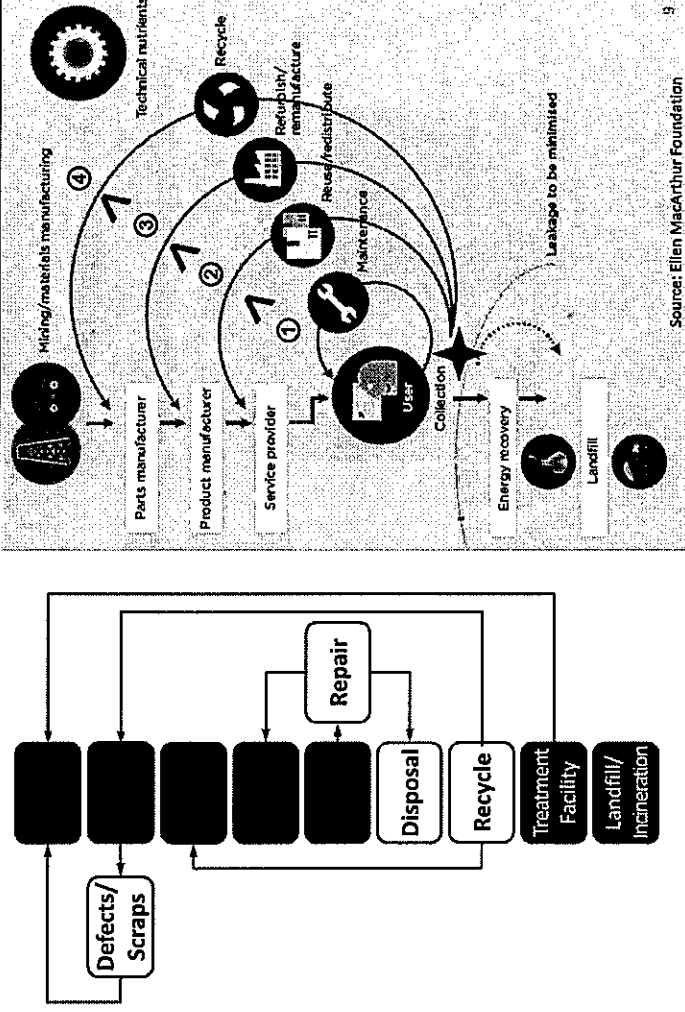 Defects/
Scraps
Repair
Disposal
Recycle
Treatment
Facility
Landfill/
Incineration
Mining/materials manufacturing
Technical nutrients
Parts manufacturer
Product manufacturer
Service provider
④
③
②
①
Recycle
Refurbish/
remanufacture
Reuse/redistribute
Maintenance
User
Collection
Energy recovery
Landfill
Leakage to be minimised
Source: Ellen MacArthur Foundation
9